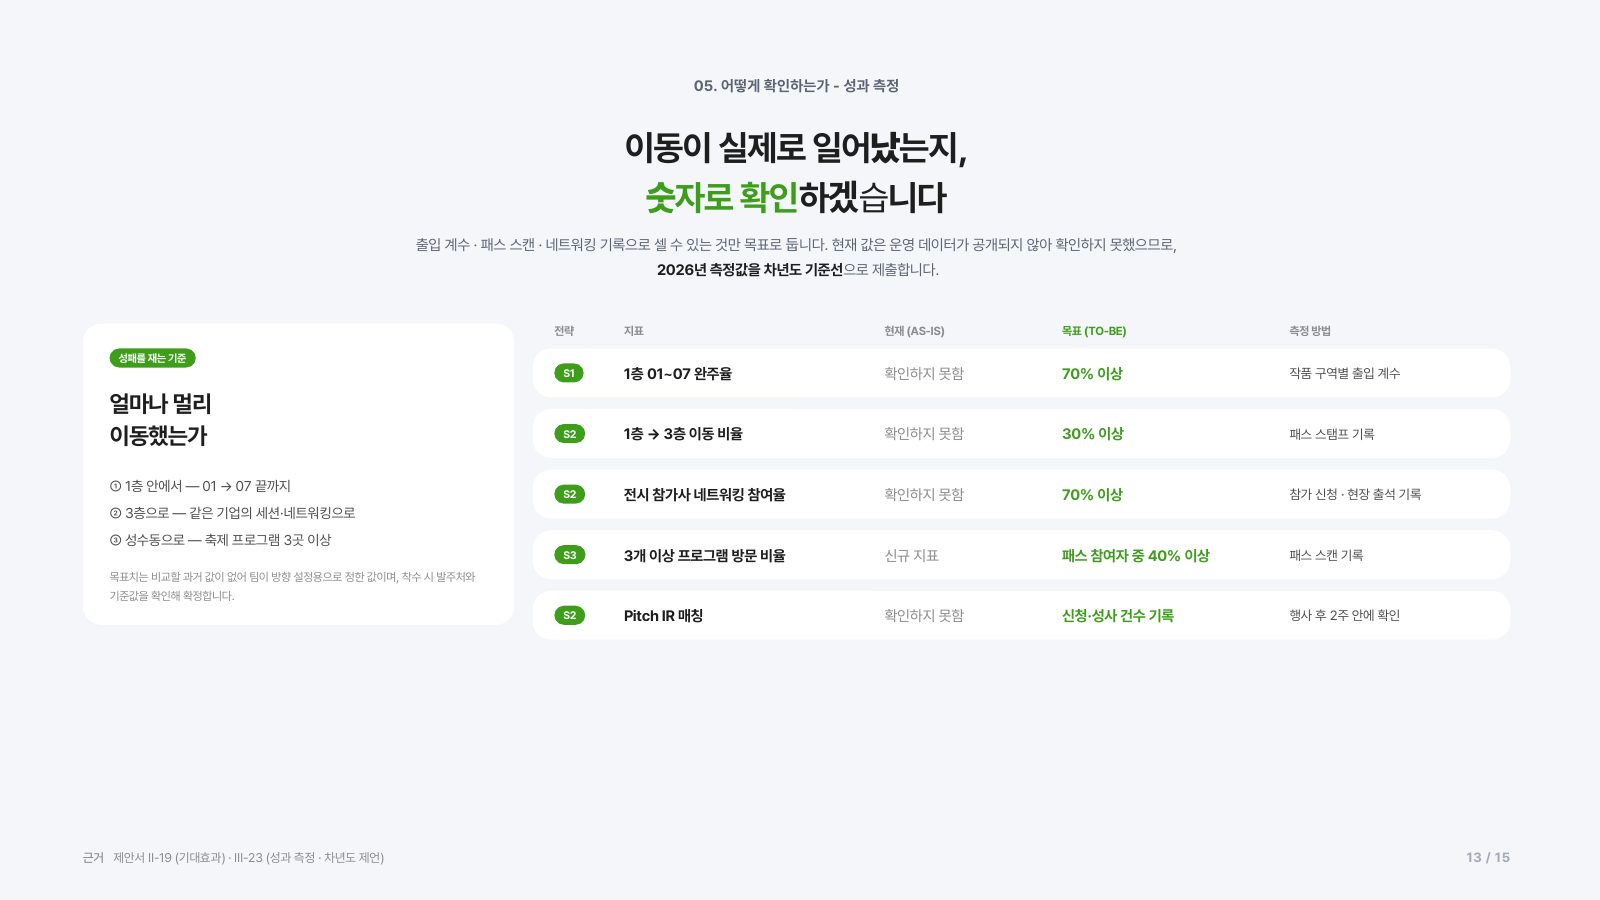 05. 어떻게 확인하는가 - 성과 측정
이동이 실제로 일어났는지,
숫자로 확인하겠습니다
출입 계수 · 패스 스캔 · 네트워킹 기록으로 셀 수 있는 것만 목표로 둡니다. 현재 값은 운영 데이터가 공개되지 않아 확인하지 못했으므로,
2026년 측정값을 차년도 기준선으로 제출합니다.
성패를 재는 기준
얼마나 멀리
이동했는가
① 1층 안에서 — 01 → 07 끝까지
② 3층으로 — 같은 기업의 세션·네트워킹으로
③ 성수동으로 — 축제 프로그램 3곳 이상
목표치는 비교할 과거 값이 없어 팀이 방향 설정용으로 정한 값이며, 착수 시 발주처와
기준값을 확인해 확정합니다.
전략 지표 현재 (AS-IS) 목표 (TO-BE) 측정 방법
S1 1층 01~07 완주율 확인하지 못함 70% 이상 작품 구역별 출입 계수
S2 1층 → 3층 이동 비율 확인하지 못함 30% 이상 패스 스탬프 기록
S2 전시 참가사 네트워킹 참여율 확인하지 못함 70% 이상 참가 신청 · 현장 출석 기록
S3 3개 이상 프로그램 방문 비율 신규 지표 패스 참여자 중 40% 이상 패스 스캔 기록
S2 Pitch IR 매칭 확인하지 못함 신청·성사 건수 기록 행사 후 2주 안에 확인
근거 제안서 II-19 (기대효과) · III-23 (성과 측정 · 차년도 제언)
13 / 15